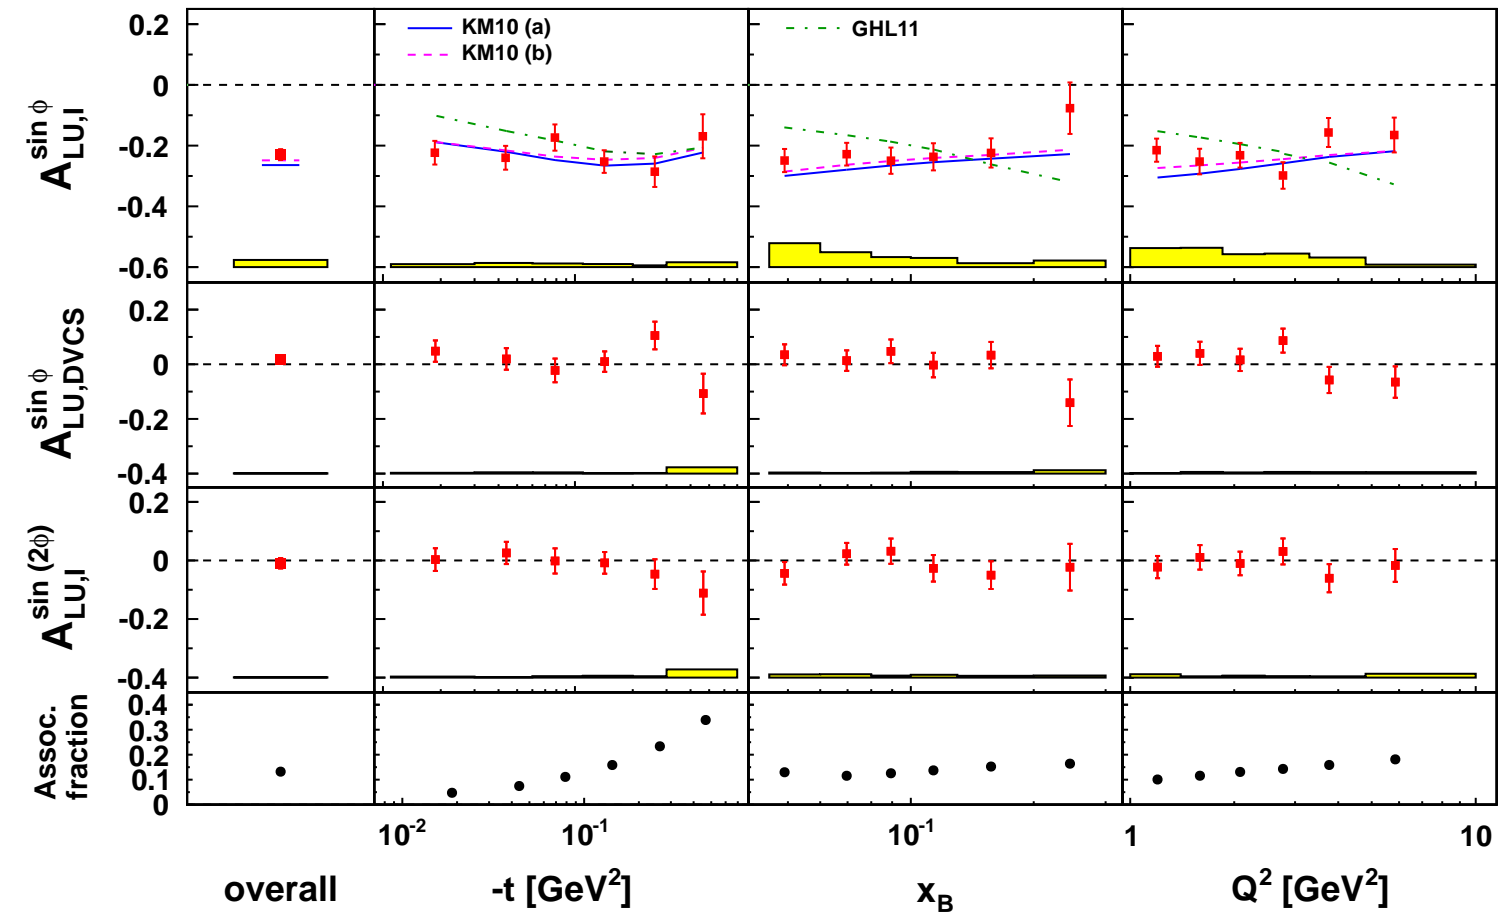 KM10 (a)
KM10 (b)
GHL11
A_{LU,I}^{sin ϕ}
0.2
0
-0.2
-0.4
-0.6
A_{LU,DVCS}^{sin ϕ}
0.2
0
-0.2
-0.4
A_{LU,I}^{sin (2ϕ)}
0.2
0
-0.2
-0.4
Assoc.
fraction
0.4
0.3
0.2
0.1
0
10^{-2} 10^{-1} 10^{-1} 1 10
overall -t [GeV^2] x_B Q^2 [GeV^2]